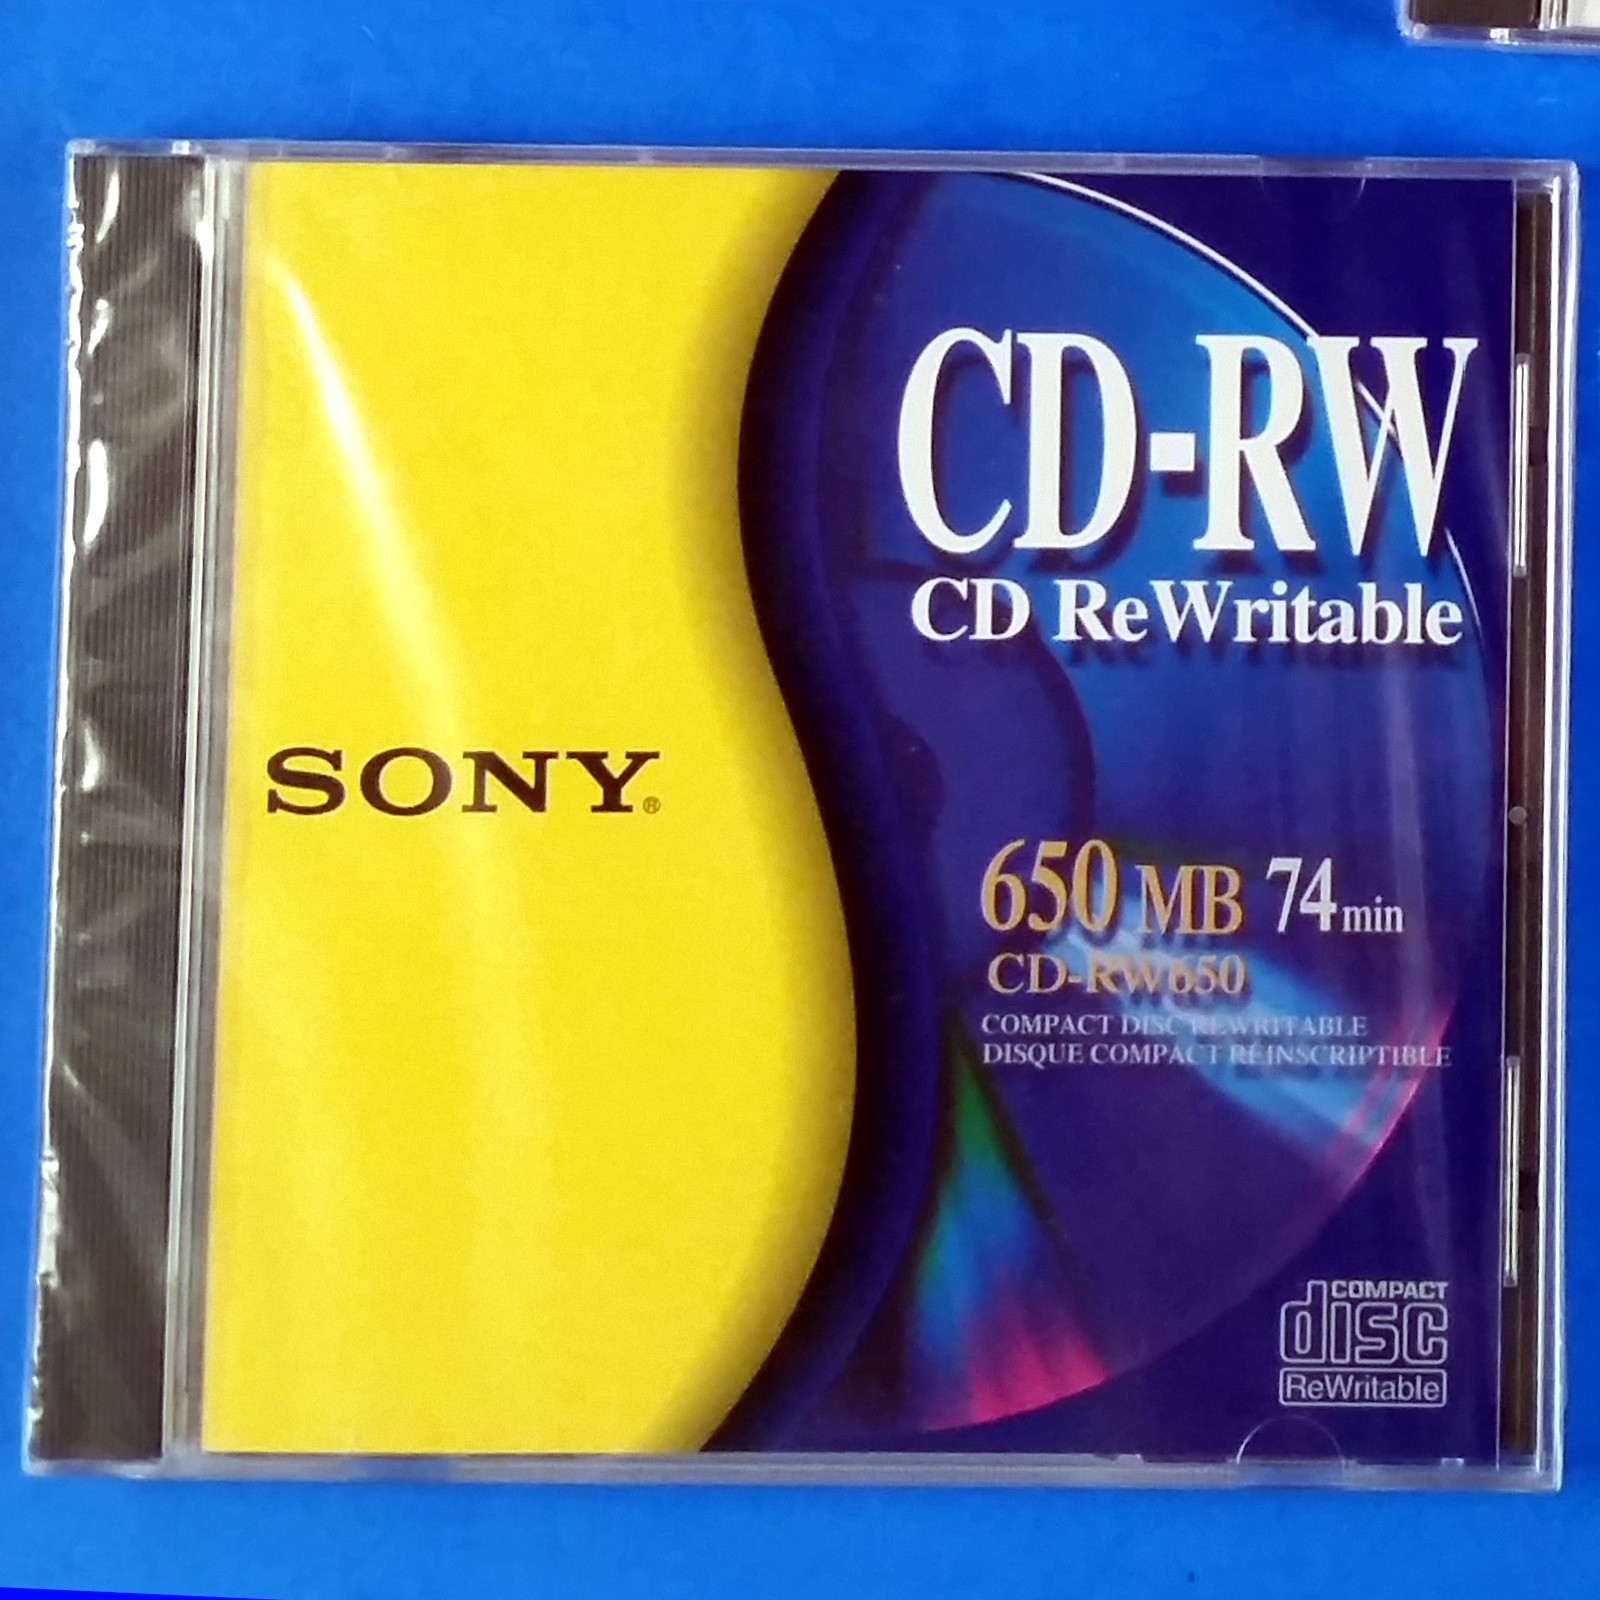 SONY®
CD-RW
CD ReWritable
650 MB 74 min
CD-RW650
COMPACT DISC REWRITABLE
DISQUE COMPACT RÉINSCRIPTIBLE
COMPACT
disc
ReWritable